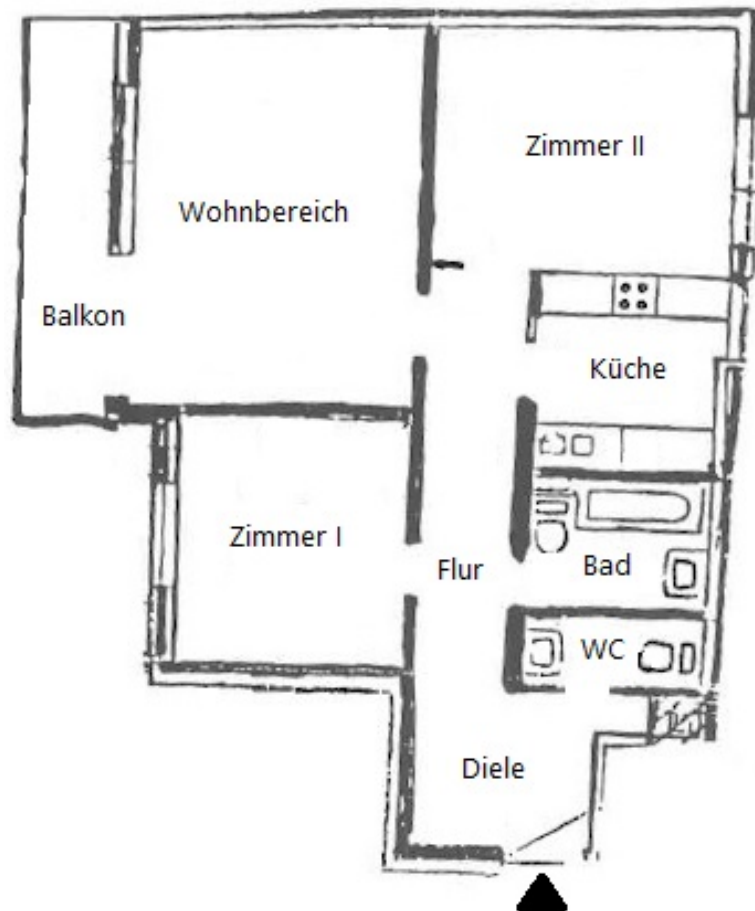 Zimmer II
Wohnbereich
Balkon
Küche
Zimmer I
Flur
Bad
WC
Diele